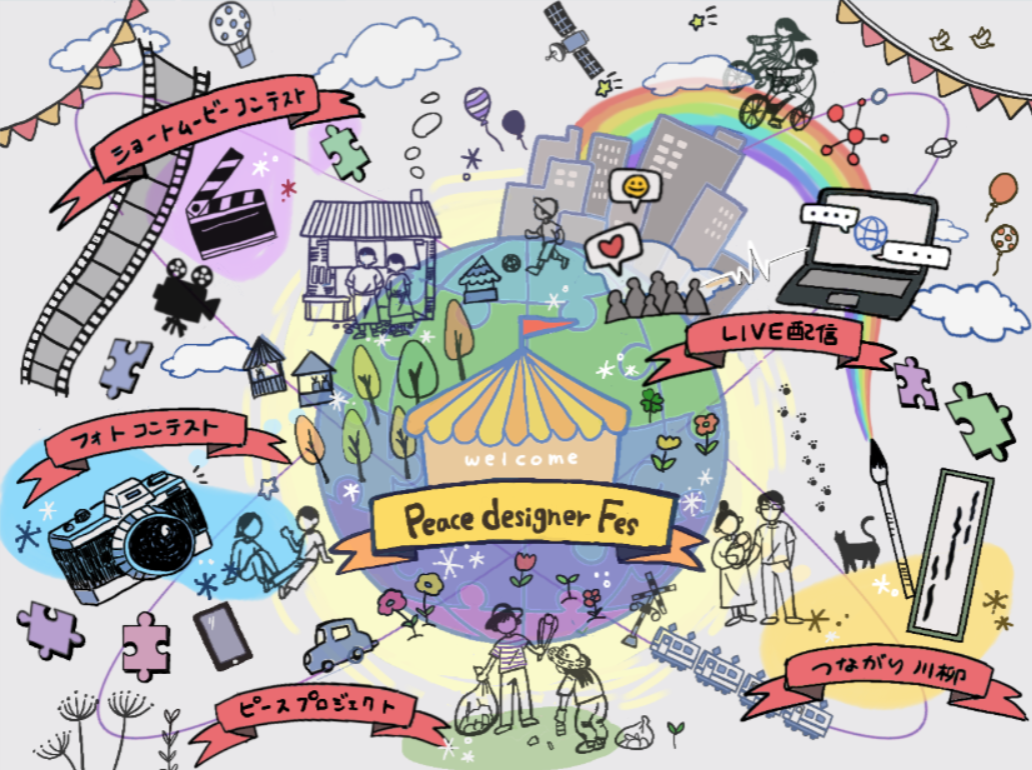 ショートムービーコンテスト
LIVE配信
フォトコンテスト
welcome
Peace designer Fes
つながり川柳
ピースプロジェクト